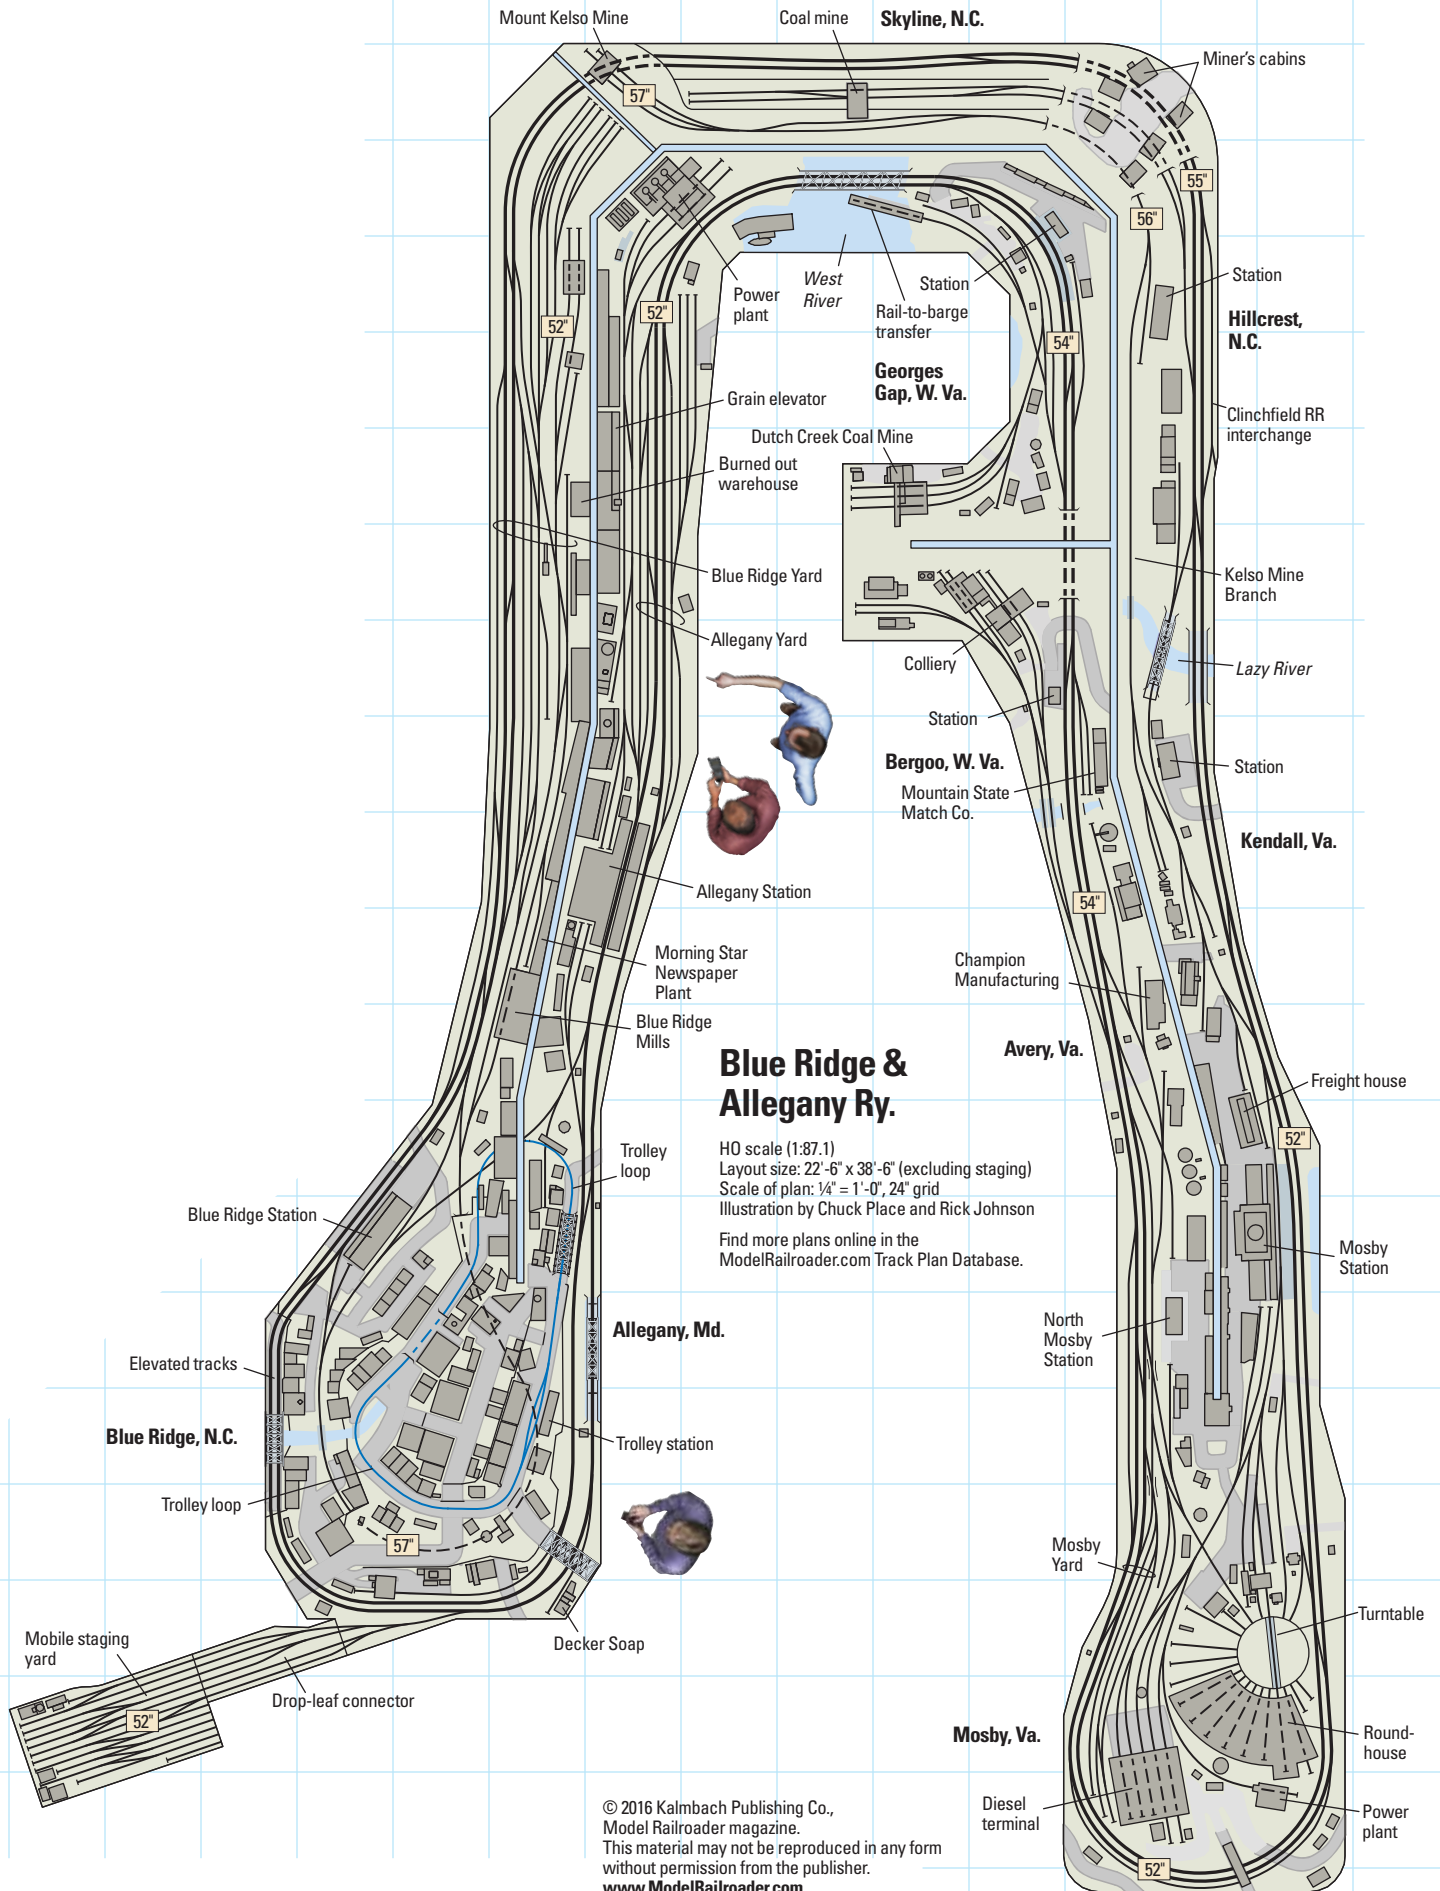 Mount Kelso Mine
Coal mine
Skyline, N.C.
Miner's cabins
57"
55"
56"
Station
Hillcrest,
N.C.
Power
plant
West
River
Station
Rail-to-barge
transfer
52"
52"
54"
Georges
Gap, W. Va.
Grain elevator
Clinchfield RR
interchange
Dutch Creek Coal Mine
Burned out
warehouse
Blue Ridge Yard
Kelso Mine
Branch
Allegany Yard
Colliery
Lazy River
Station
Bergoo, W. Va.
Station
Mountain State
Match Co.
Kendall, Va.
Allegany Station
54"
Morning Star
Newspaper
Plant
Champion
Manufacturing
Blue Ridge
Mills
Avery, Va.
Blue Ridge &
Allegany Ry.
Freight house
52"
HO scale (1:87.1)
Layout size: 22'-6" x 38'-6" (excluding staging)
Scale of plan: ¼" = 1'-0", 24" grid
Illustration by Chuck Place and Rick Johnson
Find more plans online in the
ModelRailroader.com Track Plan Database.
Trolley
loop
Blue Ridge Station
Mosby
Station
Allegany, Md.
North
Mosby
Station
Elevated tracks
Blue Ridge, N.C.
Trolley station
Trolley loop
57"
Mosby
Yard
Turntable
Mobile staging
yard
Decker Soap
Drop-leaf connector
52"
Mosby, Va.
Round-
house
Diesel
terminal
Power
plant
52"
© 2016 Kalmbach Publishing Co.,
Model Railroader magazine.
This material may not be reproduced in any form
without permission from the publisher.
www.ModelRailroader.com